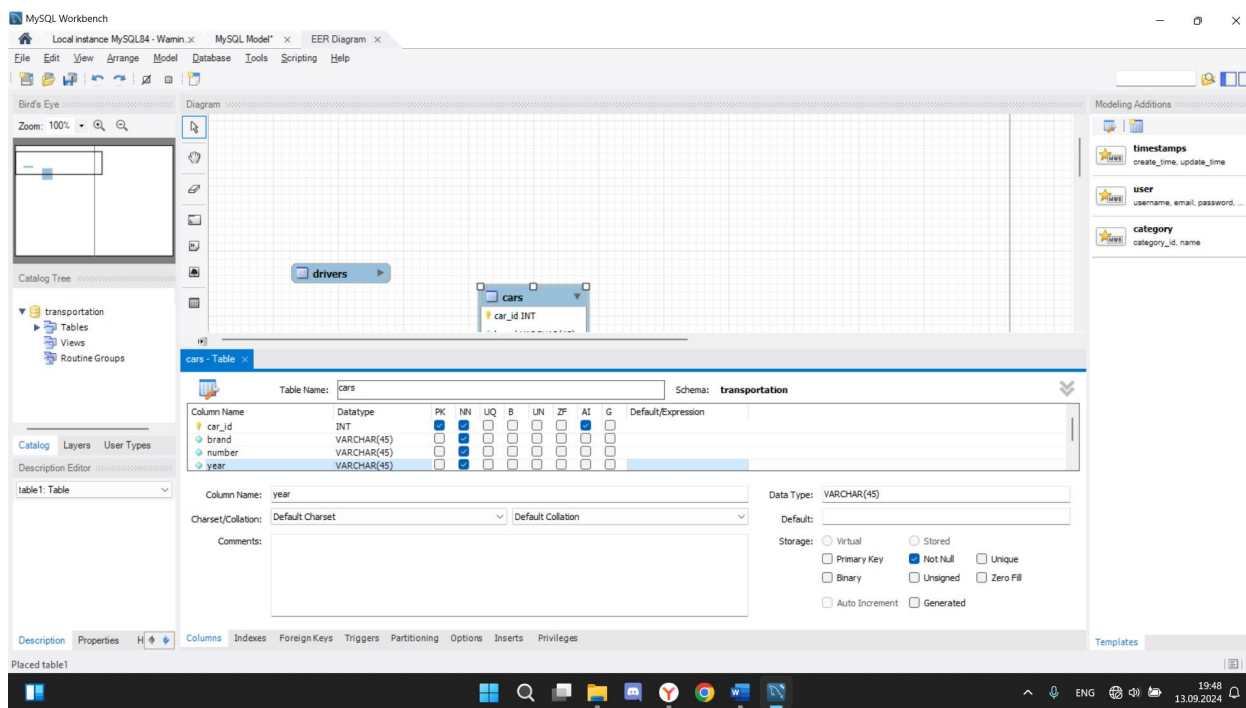 MySQL Workbench
Local instance MySQL84 - Warnin... MySQL Model* EER Diagram
File Edit View Arrange Model Database Tools Scripting Help
Bird's Eye
Diagram
Modeling Additions
Zoom: 100%
timestamps
create_time, update_time
user
username, email, password, ...
category
category_id, name
drivers
cars
car_id INT
Catalog Tree
transportation
Tables
Views
Routine Groups
cars - Table
Table Name: cars Schema: transportation
Column Name Datatype PK NN UQ B UN ZF AI G Default/Expression
car_id INT
brand VARCHAR(45)
number VARCHAR(45)
year VARCHAR(45)
Catalog Layers User Types
Description Editor
table1: Table
Column Name: year Data Type: VARCHAR(45)
Charset/Collation: Default Charset Default Collation Default:
Comments: Storage: Virtual Stored
Primary Key Not Null Unique
Binary Unsigned Zero Fill
Auto Increment Generated
Description Properties H
Columns Indexes Foreign Keys Triggers Partitioning Options Inserts Privileges
Templates
Placed table1
ENG 19:48
13.09.2024